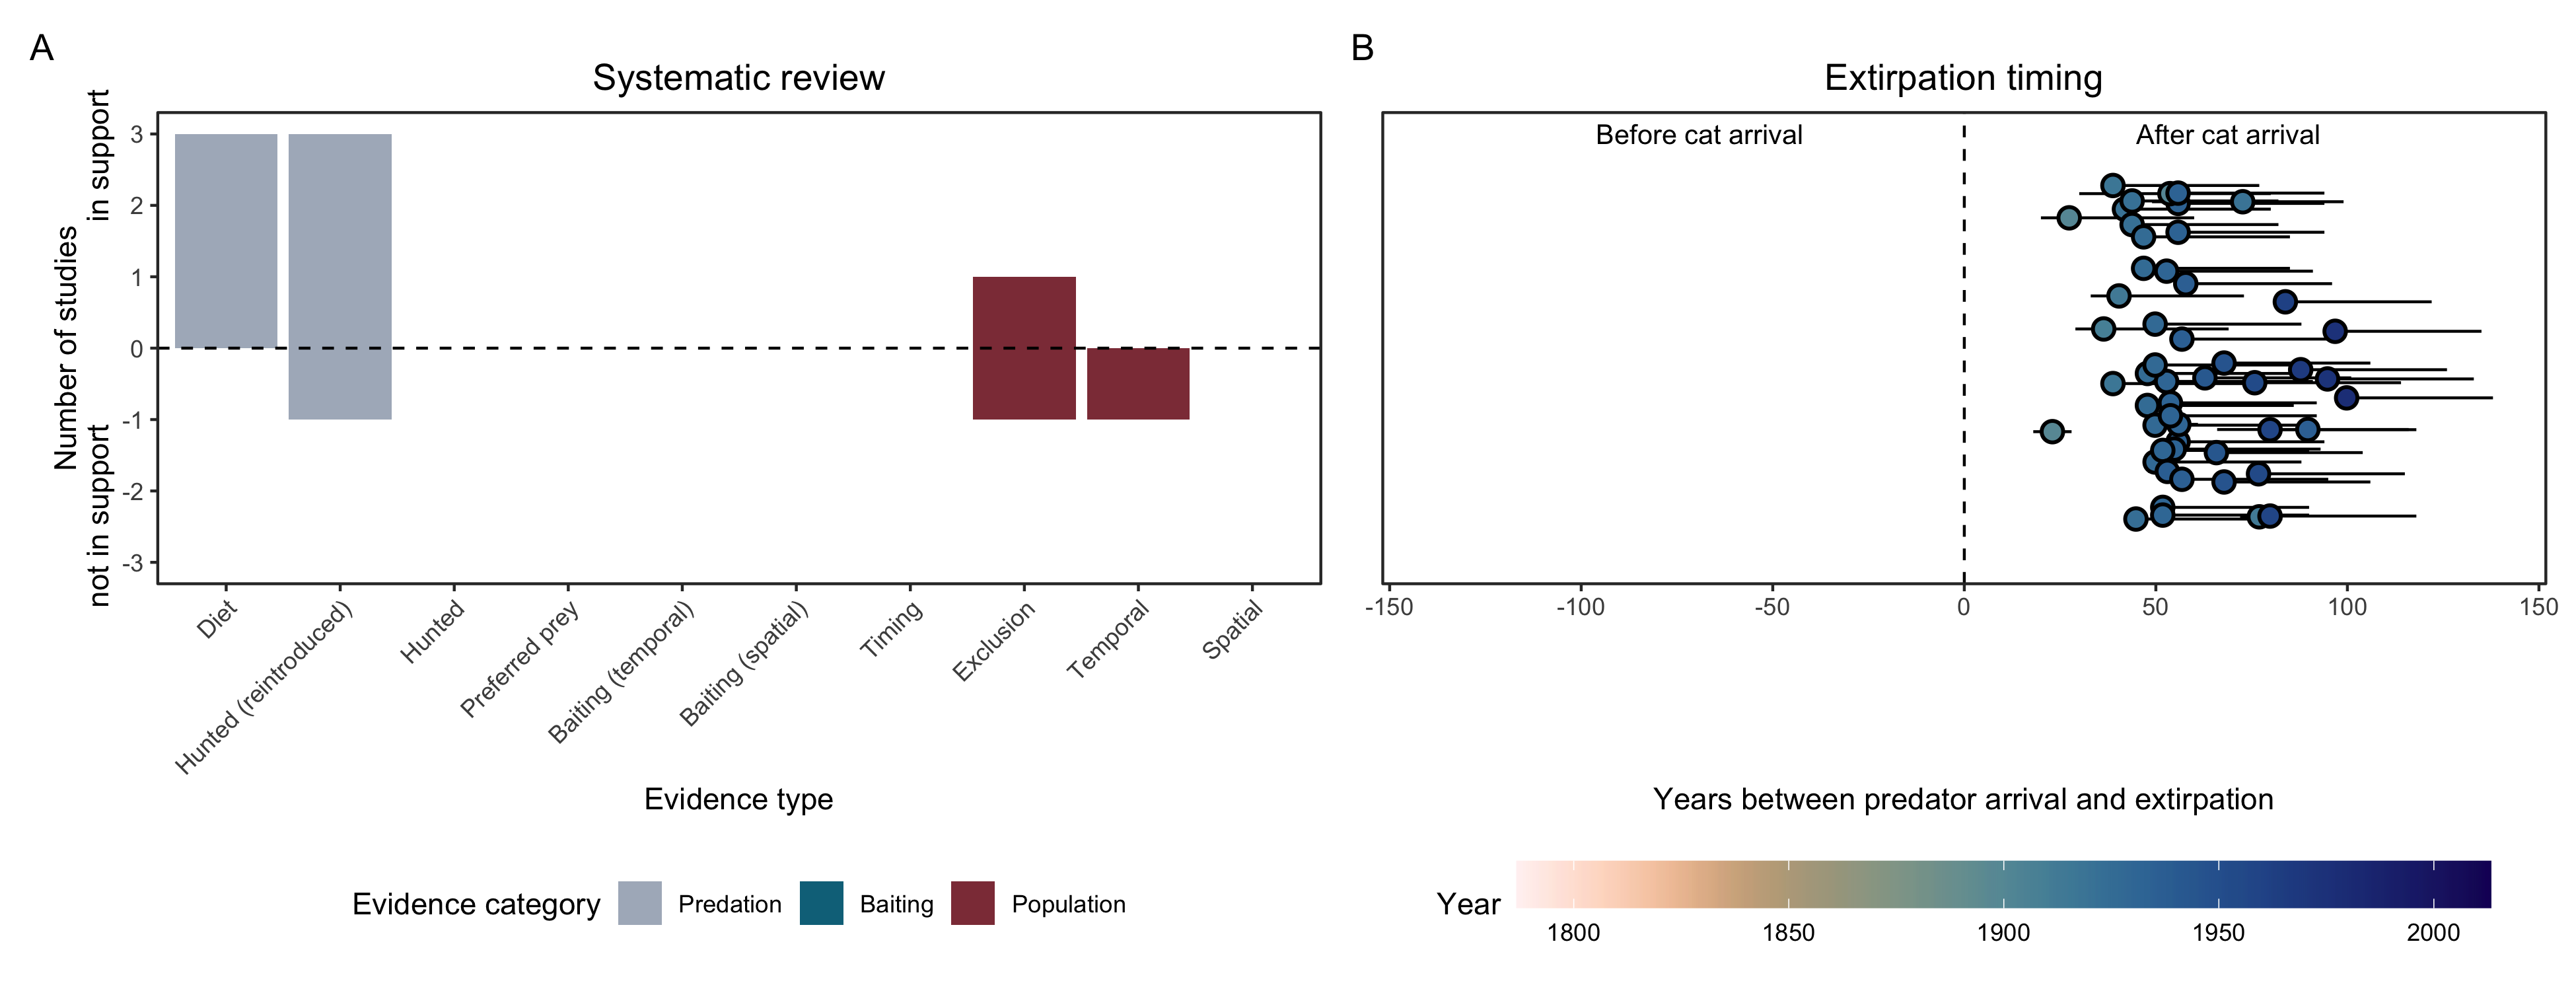 A
Systematic review
Number of studies
not in support
in support
3
2
1
0
-1
-2
-3
Diet
Hunted (reintroduced)
Hunted
Preferred prey
Baiting (temporal)
Baiting (spatial)
Timing
Exclusion
Temporal
Spatial
Evidence type
Evidence category
Predation
Baiting
Population
B
Extirpation timing
Before cat arrival
After cat arrival
-150
-100
-50
0
50
100
150
Years between predator arrival and extirpation
Year
1800
1850
1900
1950
2000